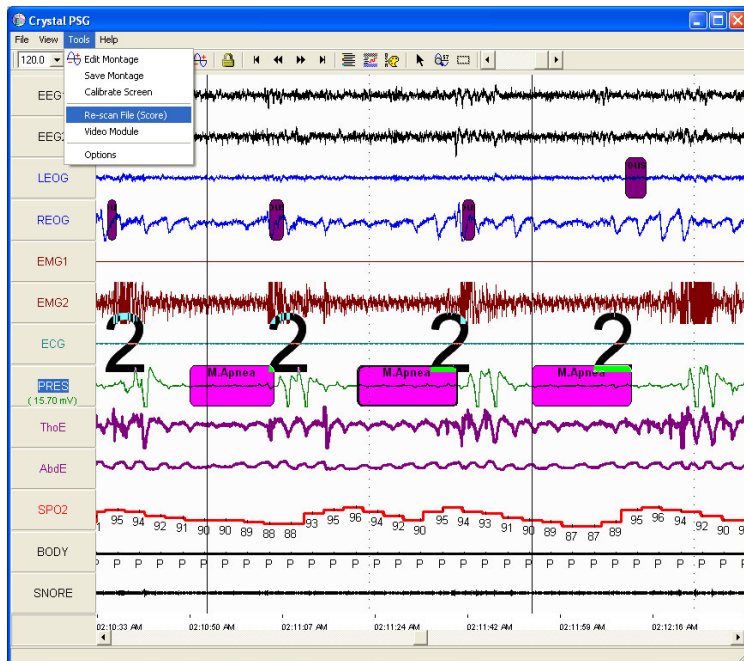 Crystal PSG
File View Tools Help
120.0
Edit Montage
Save Montage
Calibrate Screen
Re-scan File (Score)
Video Module
Options
EEG1
EEG2
LEOG
REOG
EMG1
EMG2
ECG
2 2 2 2
PRES
M.Apnea M.Apnea M.Apnea
( 15.70 mV)
ThoE
AbdE
SPO2
95 94 92 91 90 90 89 88 88 93 95 96 94 92 90 95 94 93 91 90 89 87 87 89 95 96 94 92 90
BODY
P P P P P P P P P P P P P P P P P P P P P P P P P P P P P
SNORE
02:10:33 AM 02:10:50 AM 02:11:07 AM 02:11:24 AM 02:11:42 AM 02:11:59 AM 02:12:16 AM